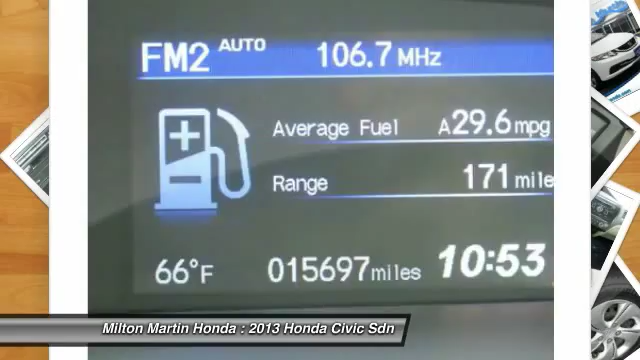 FM2 AUTO 106.7 MHz
Average Fuel A29.6 mpg
Range 171 mile
66°F 015697 miles 10:53
Milton Martin Honda : 2013 Honda Civic Sdn